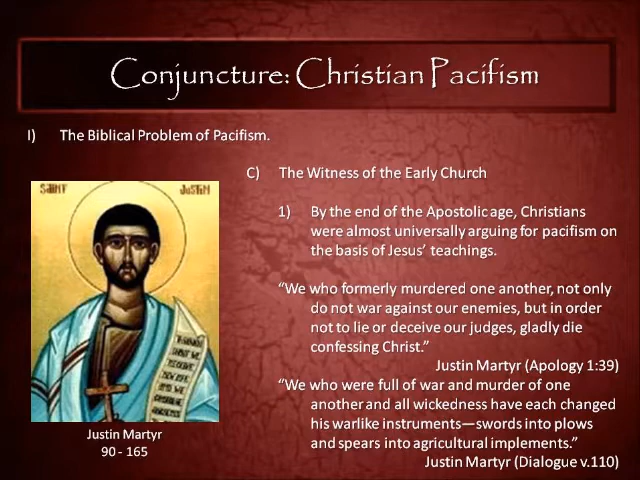 Conjuncture: Christian Pacifism
I) The Biblical Problem of Pacifism.
C) The Witness of the Early Church
1) By the end of the Apostolic age, Christians
were almost universally arguing for pacifism on
the basis of Jesus’ teachings.
“We who formerly murdered one another, not only
do not war against our enemies, but in order
not to lie or deceive our judges, gladly die
confessing Christ.”
Justin Martyr (Apology 1:39)
“We who were full of war and murder of one
another and all wickedness have each changed
his warlike instruments—swords into plows
and spears into agricultural implements.”
Justin Martyr (Dialogue v.110)
SAINT JUSTIN
Justin Martyr
90 - 165